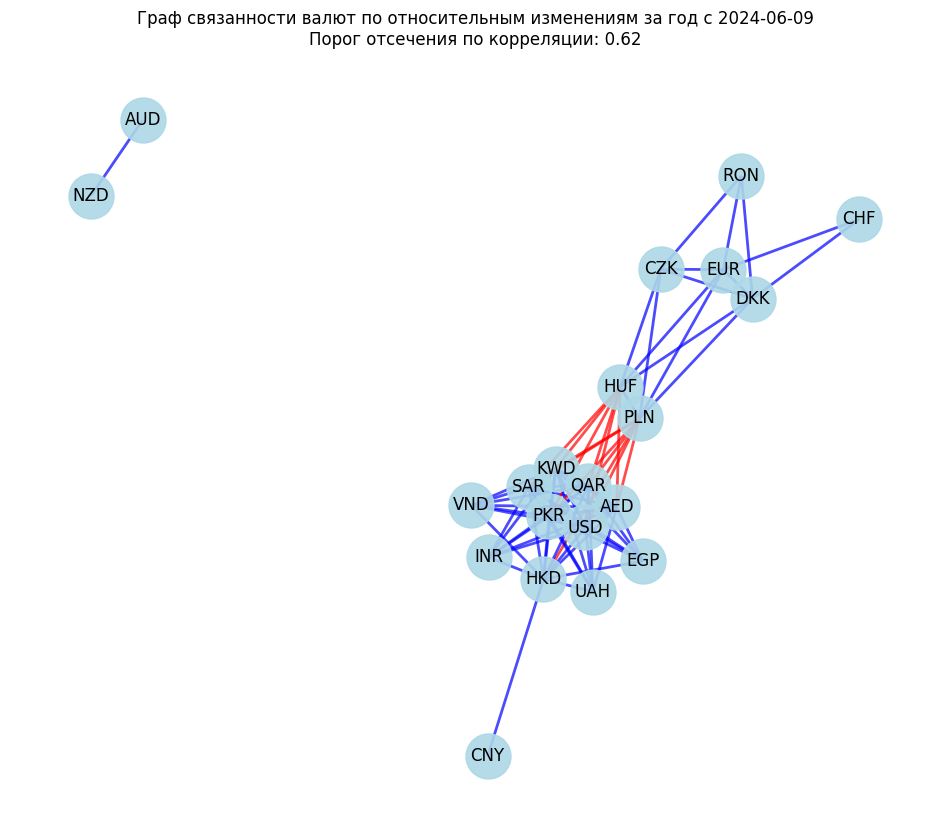 Граф связанности валют по относительным изменениям за год с 2024-06-09
Порог отсечения по корреляции: 0.62
AUD
RON
NZD
CHF
CZK
EUR
DKK
HUF
PLN
KWD
SAR
QAR
VND
AED
PKR
USD
INR
EGP
HKD
UAH
CNY